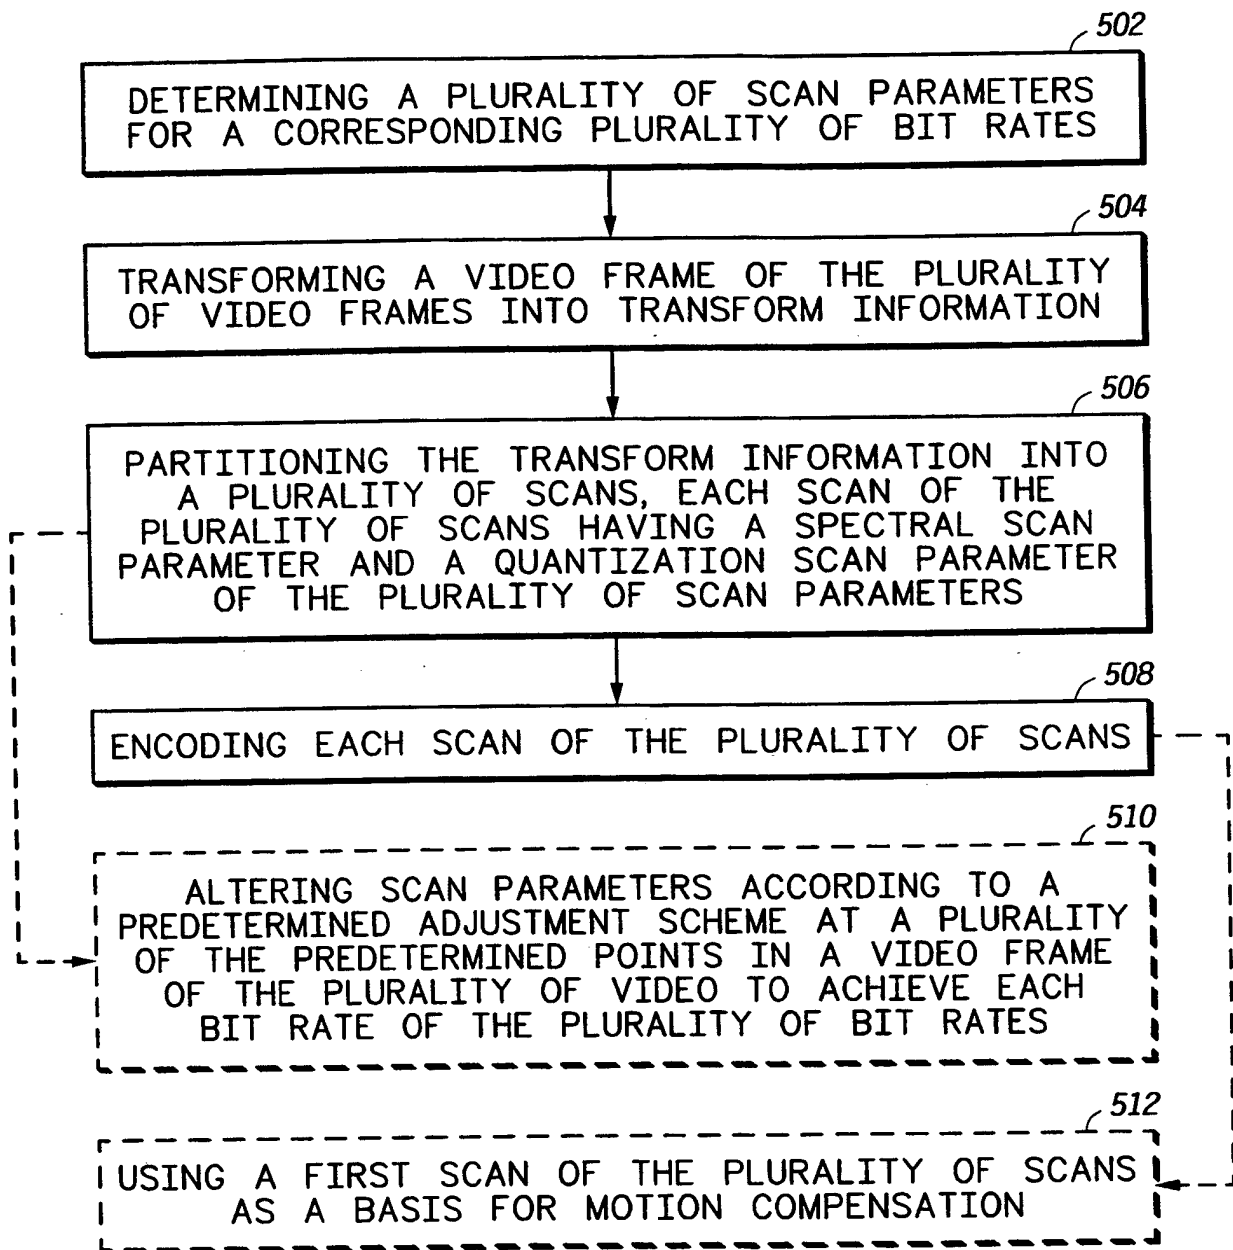 502
DETERMINING A PLURALITY OF SCAN PARAMETERS
FOR A CORRESPONDING PLURALITY OF BIT RATES
504
TRANSFORMING A VIDEO FRAME OF THE PLURALITY
OF VIDEO FRAMES INTO TRANSFORM INFORMATION
506
PARTITIONING THE TRANSFORM INFORMATION INTO
A PLURALITY OF SCANS, EACH SCAN OF THE
PLURALITY OF SCANS HAVING A SPECTRAL SCAN
PARAMETER AND A QUANTIZATION SCAN PARAMETER
OF THE PLURALITY OF SCAN PARAMETERS
508
ENCODING EACH SCAN OF THE PLURALITY OF SCANS
510
ALTERING SCAN PARAMETERS ACCORDING TO A
PREDETERMINED ADJUSTMENT SCHEME AT A PLURALITY
OF THE PREDETERMINED POINTS IN A VIDEO FRAME
OF THE PLURALITY OF VIDEO TO ACHIEVE EACH
BIT RATE OF THE PLURALITY OF BIT RATES
512
USING A FIRST SCAN OF THE PLURALITY OF SCANS
AS A BASIS FOR MOTION COMPENSATION